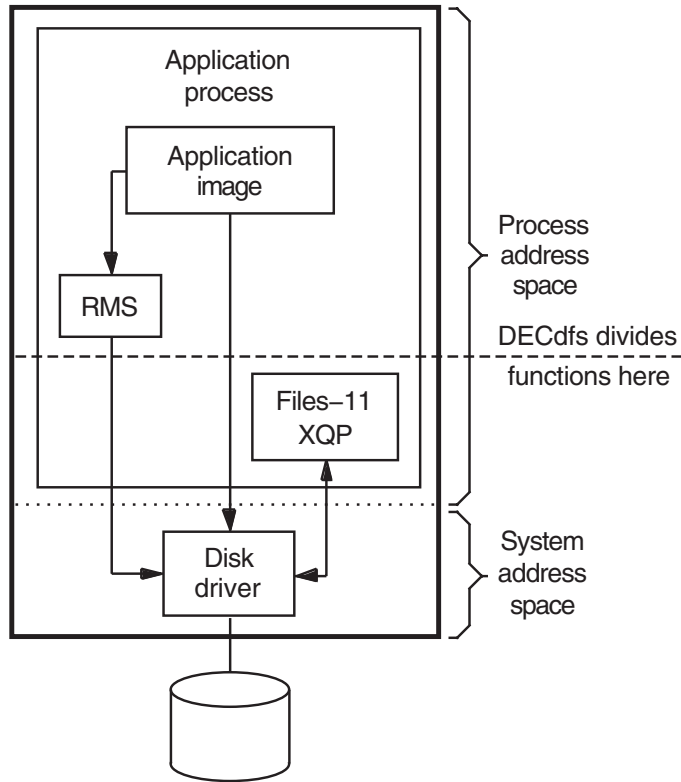 Application
process
Application
image
RMS
Process
address
space
DECdfs divides
functions here
Files–11
XQP
Disk
driver
System
address
space